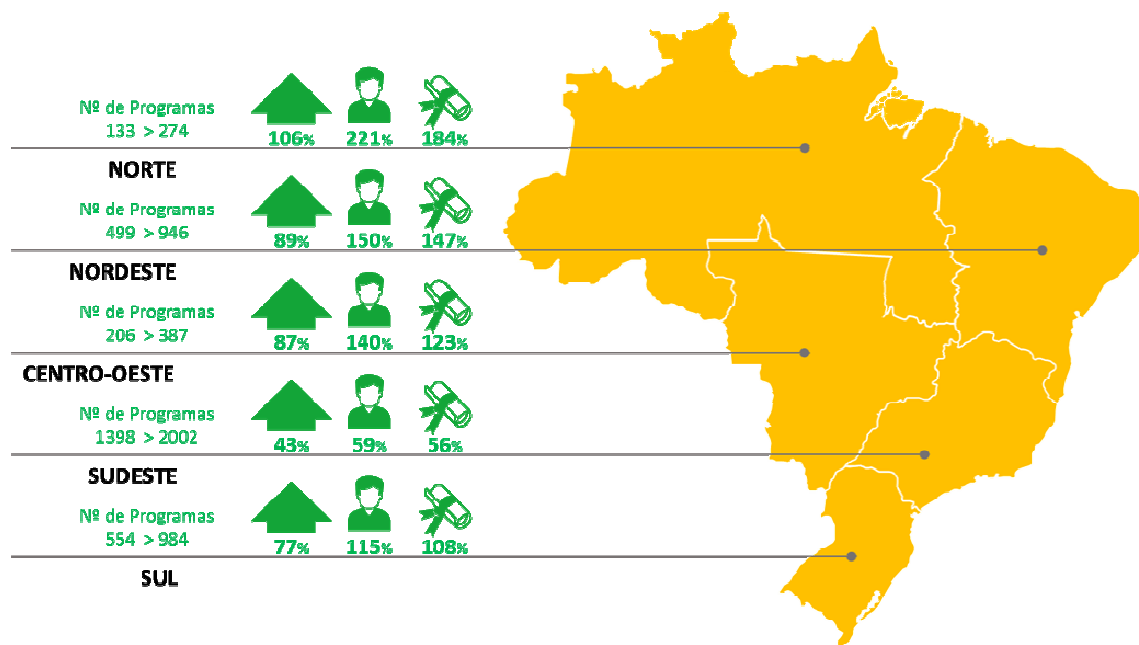 Nº de Programas
133 > 274
106% 221% 184%
NORTE
Nº de Programas
499 > 946
89% 150% 147%
NORDESTE
Nº de Programas
206 > 387
87% 140% 123%
CENTRO-OESTE
Nº de Programas
1398 > 2002
43% 59% 56%
SUDESTE
Nº de Programas
554 > 984
77% 115% 108%
SUL